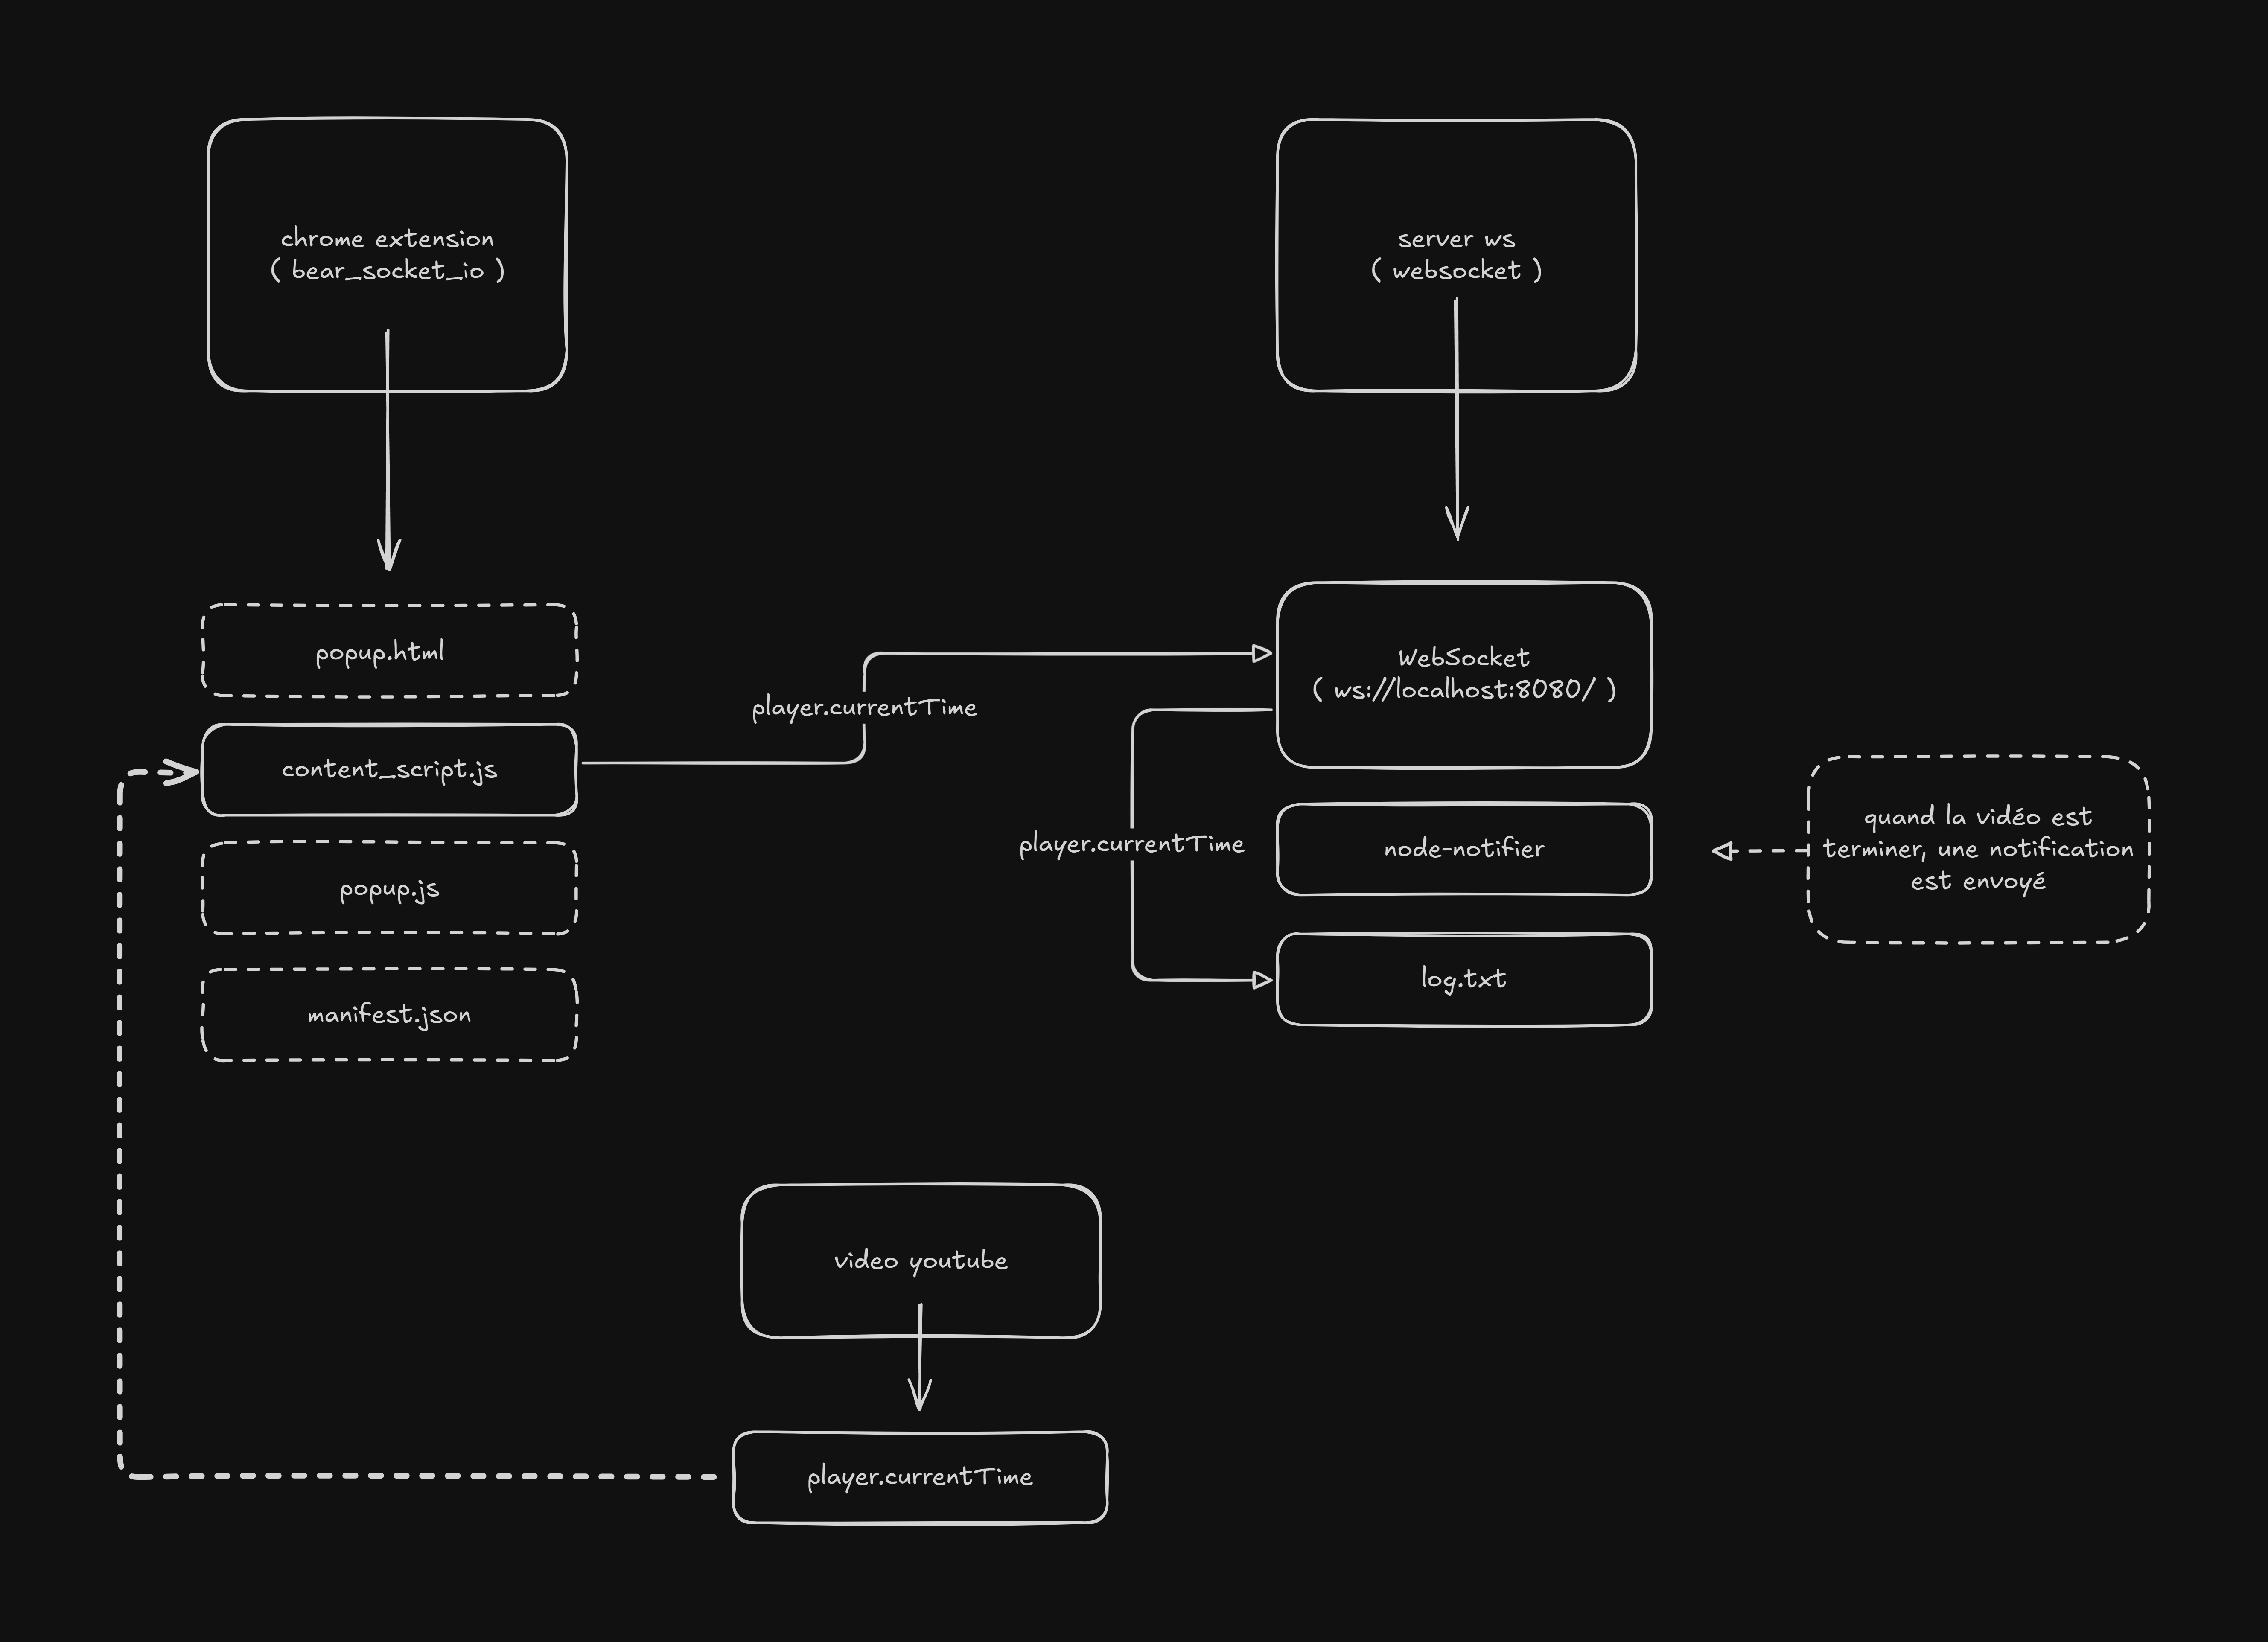 chrome extension
( bear_socket_io )
server ws
( websocket )
popup.html
content_script.js
popup.js
manifest.json
player.currentTime
WebSocket
( ws://localhost:8080/ )
player.currentTime
node-notifier
log.txt
quand la vidéo est
terminer, une notification
est envoyé
video youtube
player.currentTime